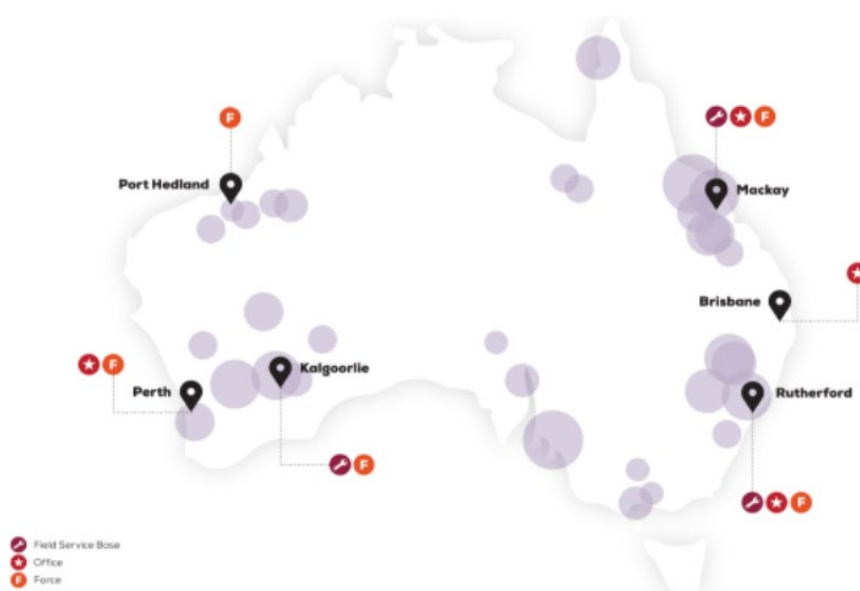 F
F
Port Hedland
Mackay
Brisbane
F
Kalgoorlie
Perth
Rutherford
F
F
Field Service Base
Office
F Force